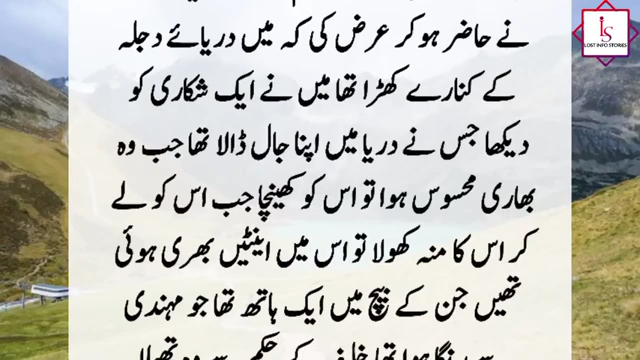 نے حاضر ہو کر عرض کی کہ میں دریائے دجلہ
LOST INFO STORIES
کے کنارے کھڑا تھا میں نے ایک شکاری کو
دیکھا جس نے دریا میں اپنا جال ڈالا تھا جب وہ
بھاری محسوس ہوا تو اس کو کھینچا جب اس کو لے
کر اس کا منہ کھولا تو اس میں اینٹیں بھری ہوئی
تھیں جن کے بیچ میں ایک ہاتھ تھا جو مہندی